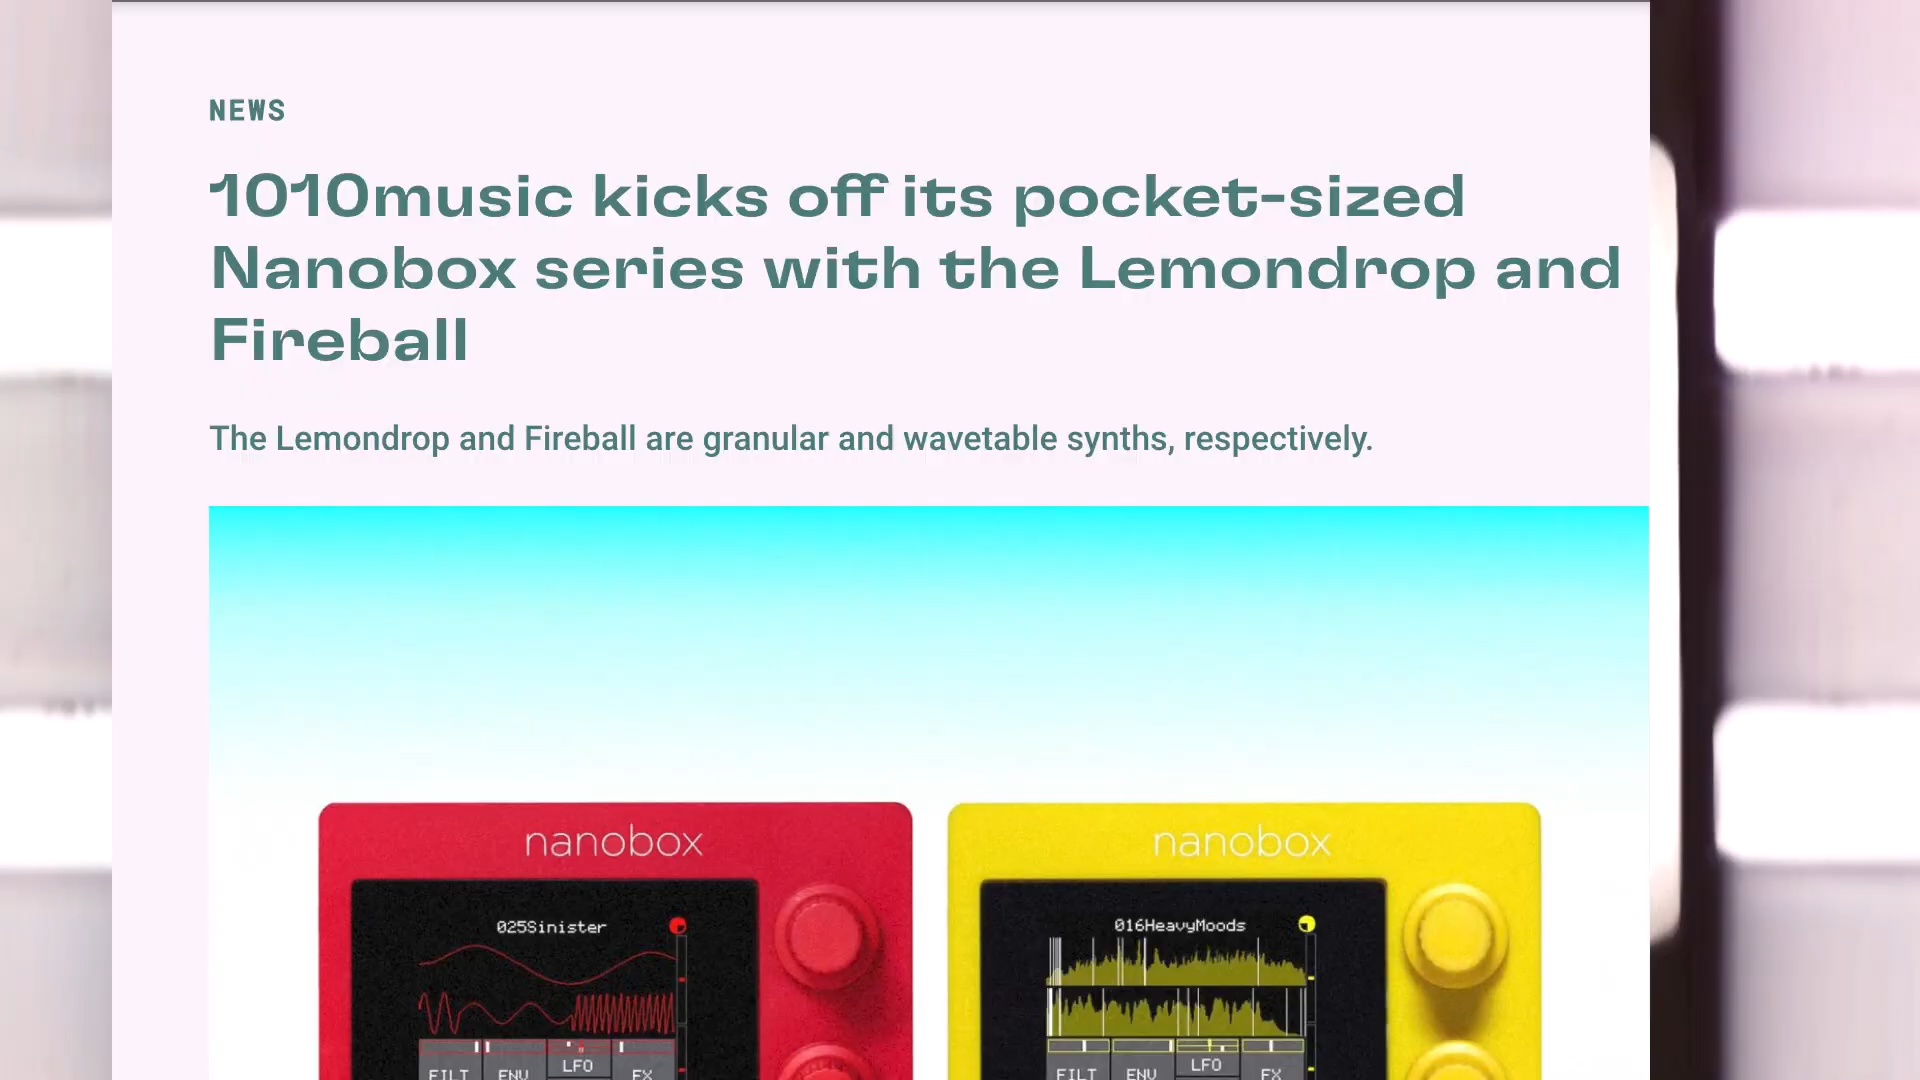 NEWS
1010music kicks off its pocket-sized
Nanobox series with the Lemondrop and
Fireball
The Lemondrop and Fireball are granular and wavetable synths, respectively.
nanobox
nanobox
025Sinister
016HeavyMoods
FILT ENV LFO FX
FILT ENV LFO FX